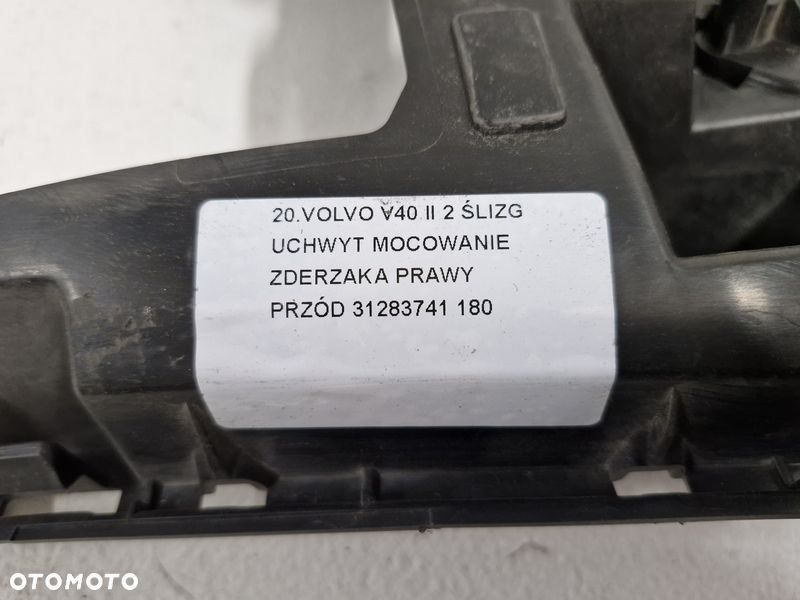 20.VOLVO V40 II 2 ŚLIZG
UCHWYT MOCOWANIE
ZDERZAKA PRAWY
PRZÓD 31283741 180
OTOMOTO